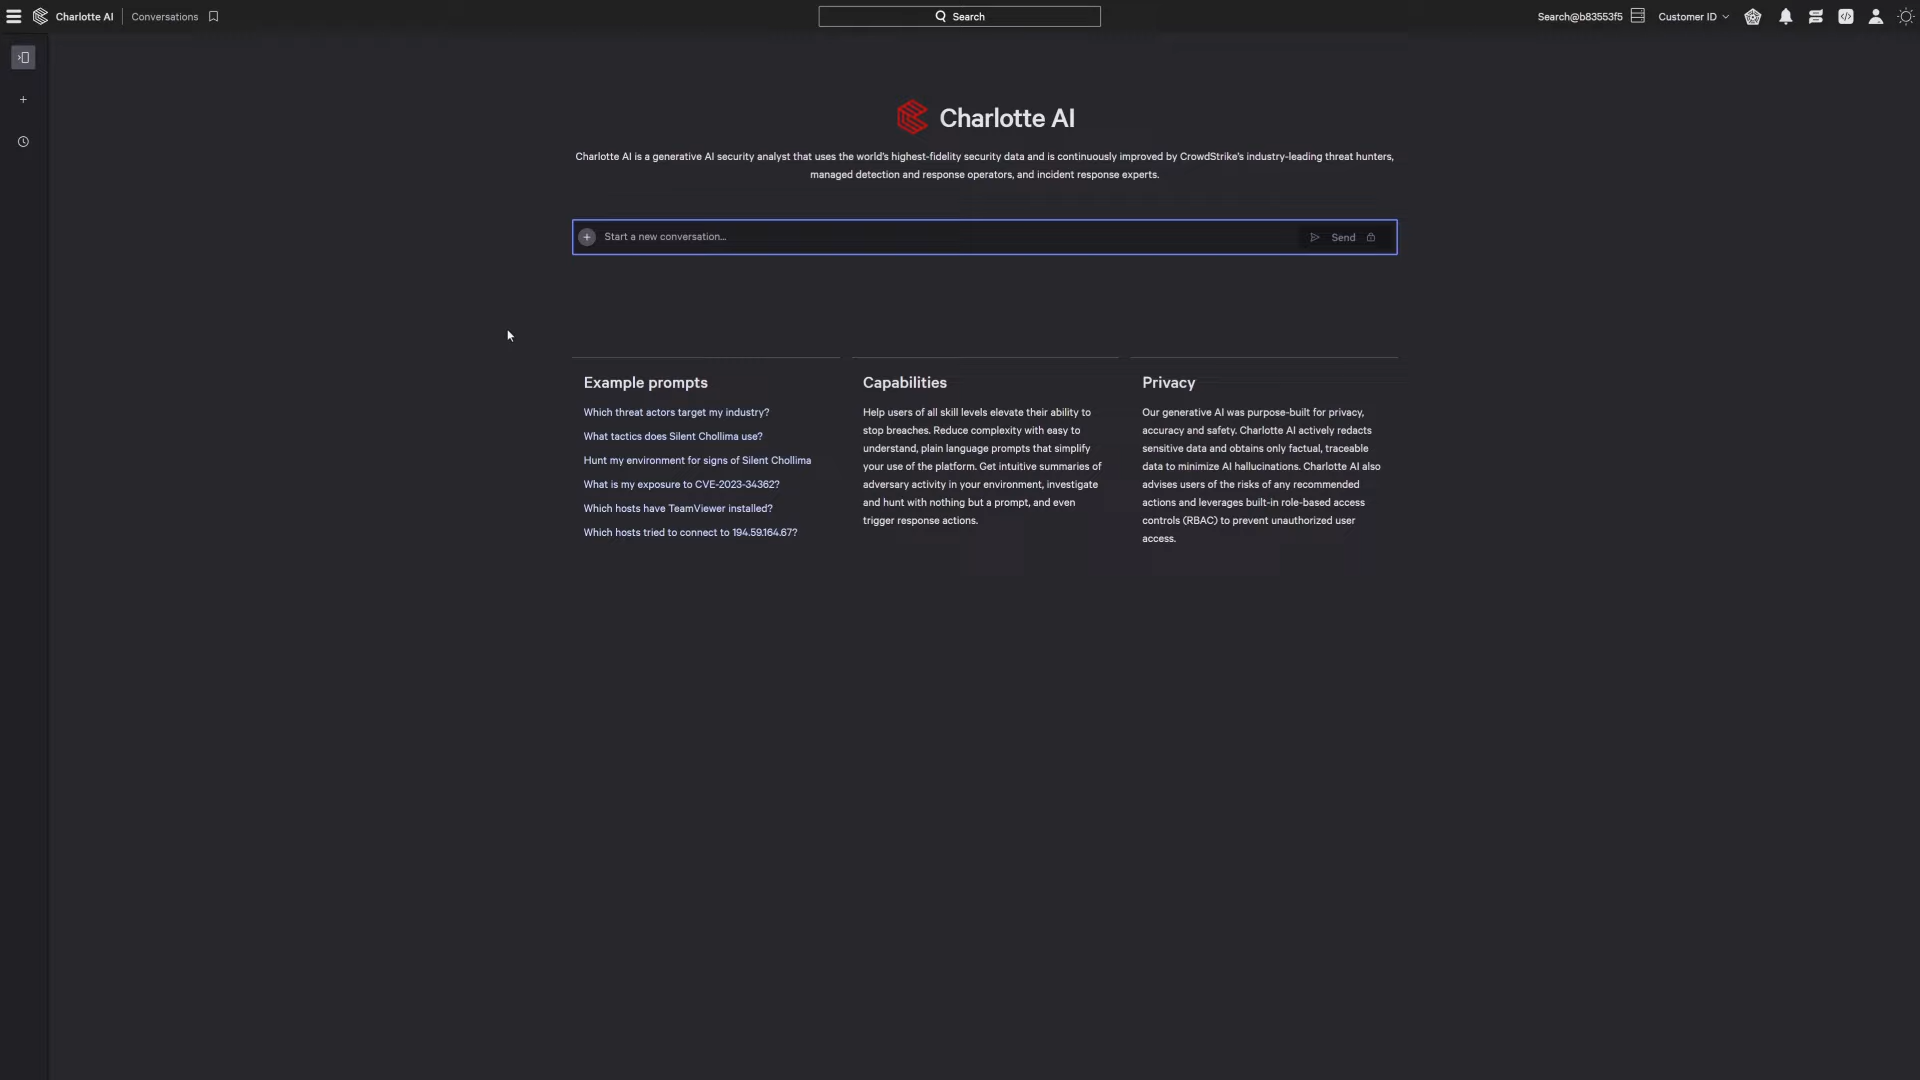 Charlotte AI
Conversations
Search
Search@b83553f5
Customer ID
Charlotte AI
Charlotte AI is a generative AI security analyst that uses the world's highest-fidelity security data and is continuously improved by CrowdStrike's industry-leading threat hunters,
managed detection and response operators, and incident response experts.
Start a new conversation...
Send
Example prompts
Which threat actors target my industry?
What tactics does Silent Chollima use?
Hunt my environment for signs of Silent Chollima
What is my exposure to CVE-2023-34362?
Which hosts have TeamViewer installed?
Which hosts tried to connect to 194.59.164.67?
Capabilities
Help users of all skill levels elevate their ability to
stop breaches. Reduce complexity with easy to
understand, plain language prompts that simplify
your use of the platform. Get intuitive summaries of
adversary activity in your environment, investigate
and hunt with nothing but a prompt, and even
trigger response actions.
Privacy
Our generative AI was purpose-built for privacy,
accuracy and safety. Charlotte AI actively redacts
sensitive data and obtains only factual, traceable
data to minimize AI hallucinations. Charlotte AI also
advises users of the risks of any recommended
actions and leverages built-in role-based access
controls (RBAC) to prevent unauthorized user
access.